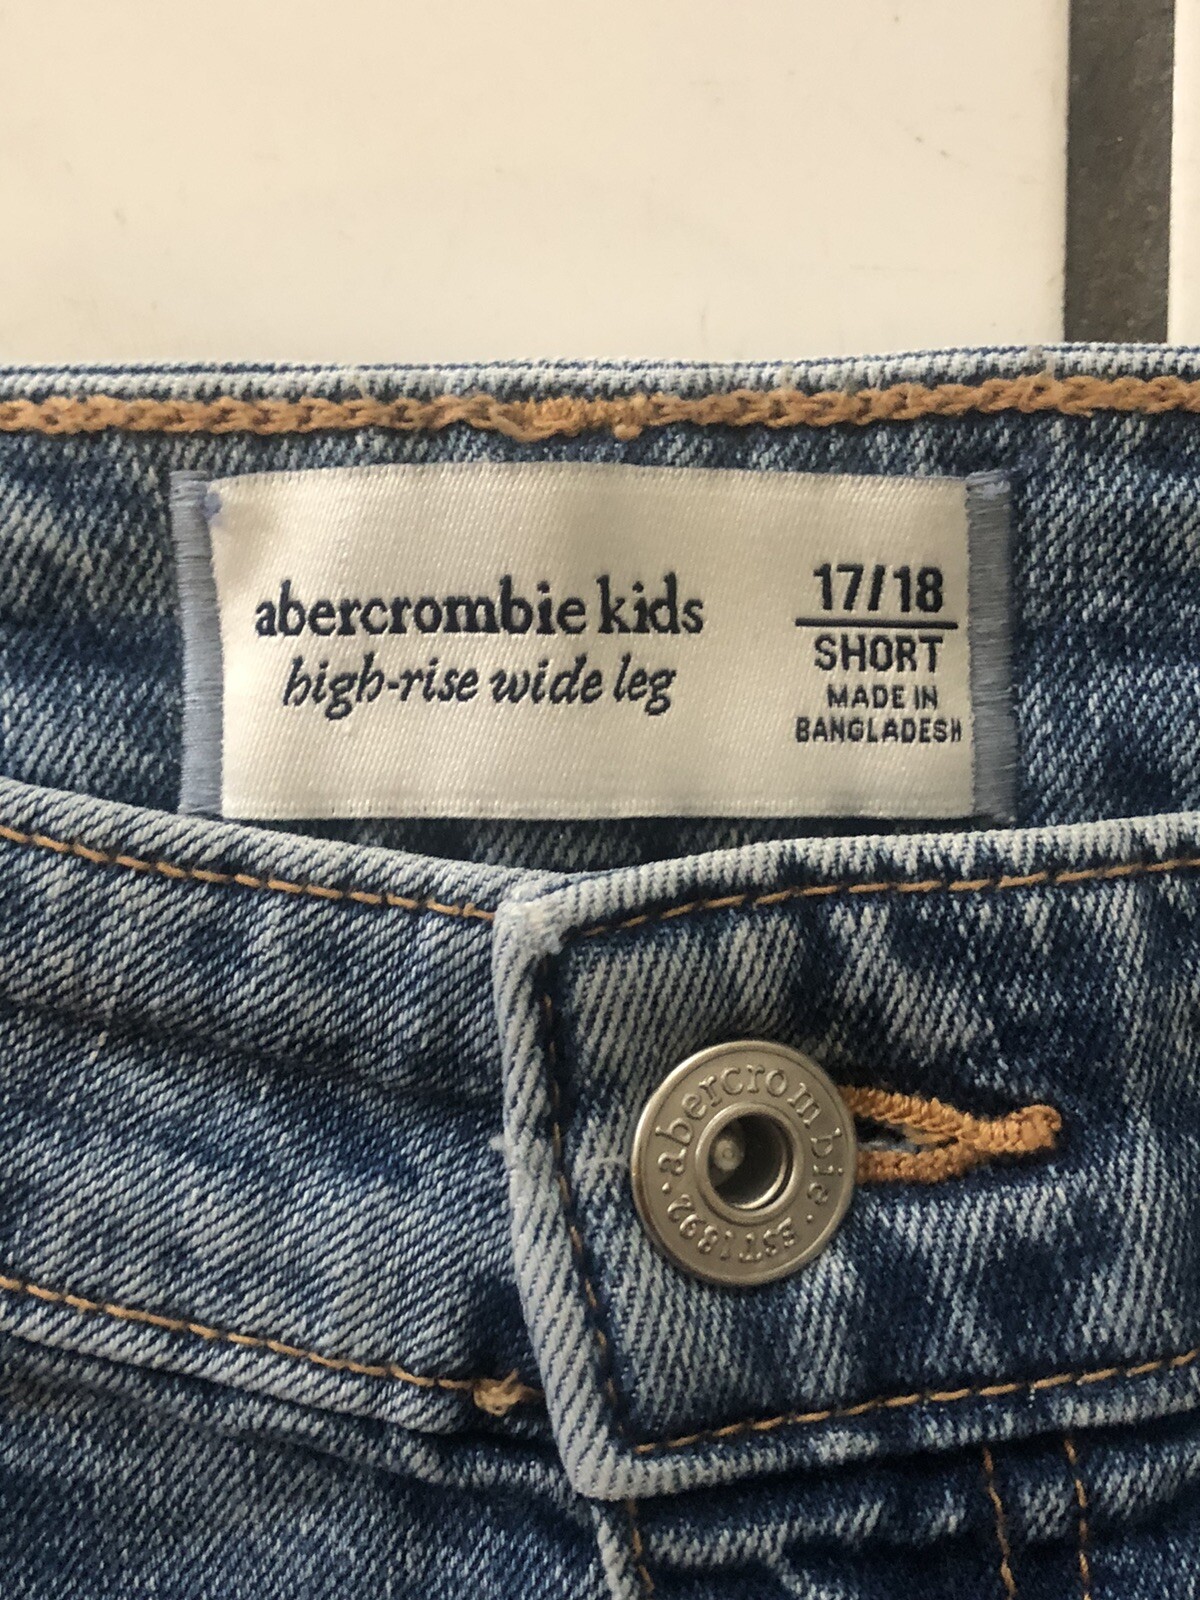 abercrombie kids
high-rise wide leg
17/18
SHORT
MADE IN
BANGLADESH
abercrombie · EST 1892 ·